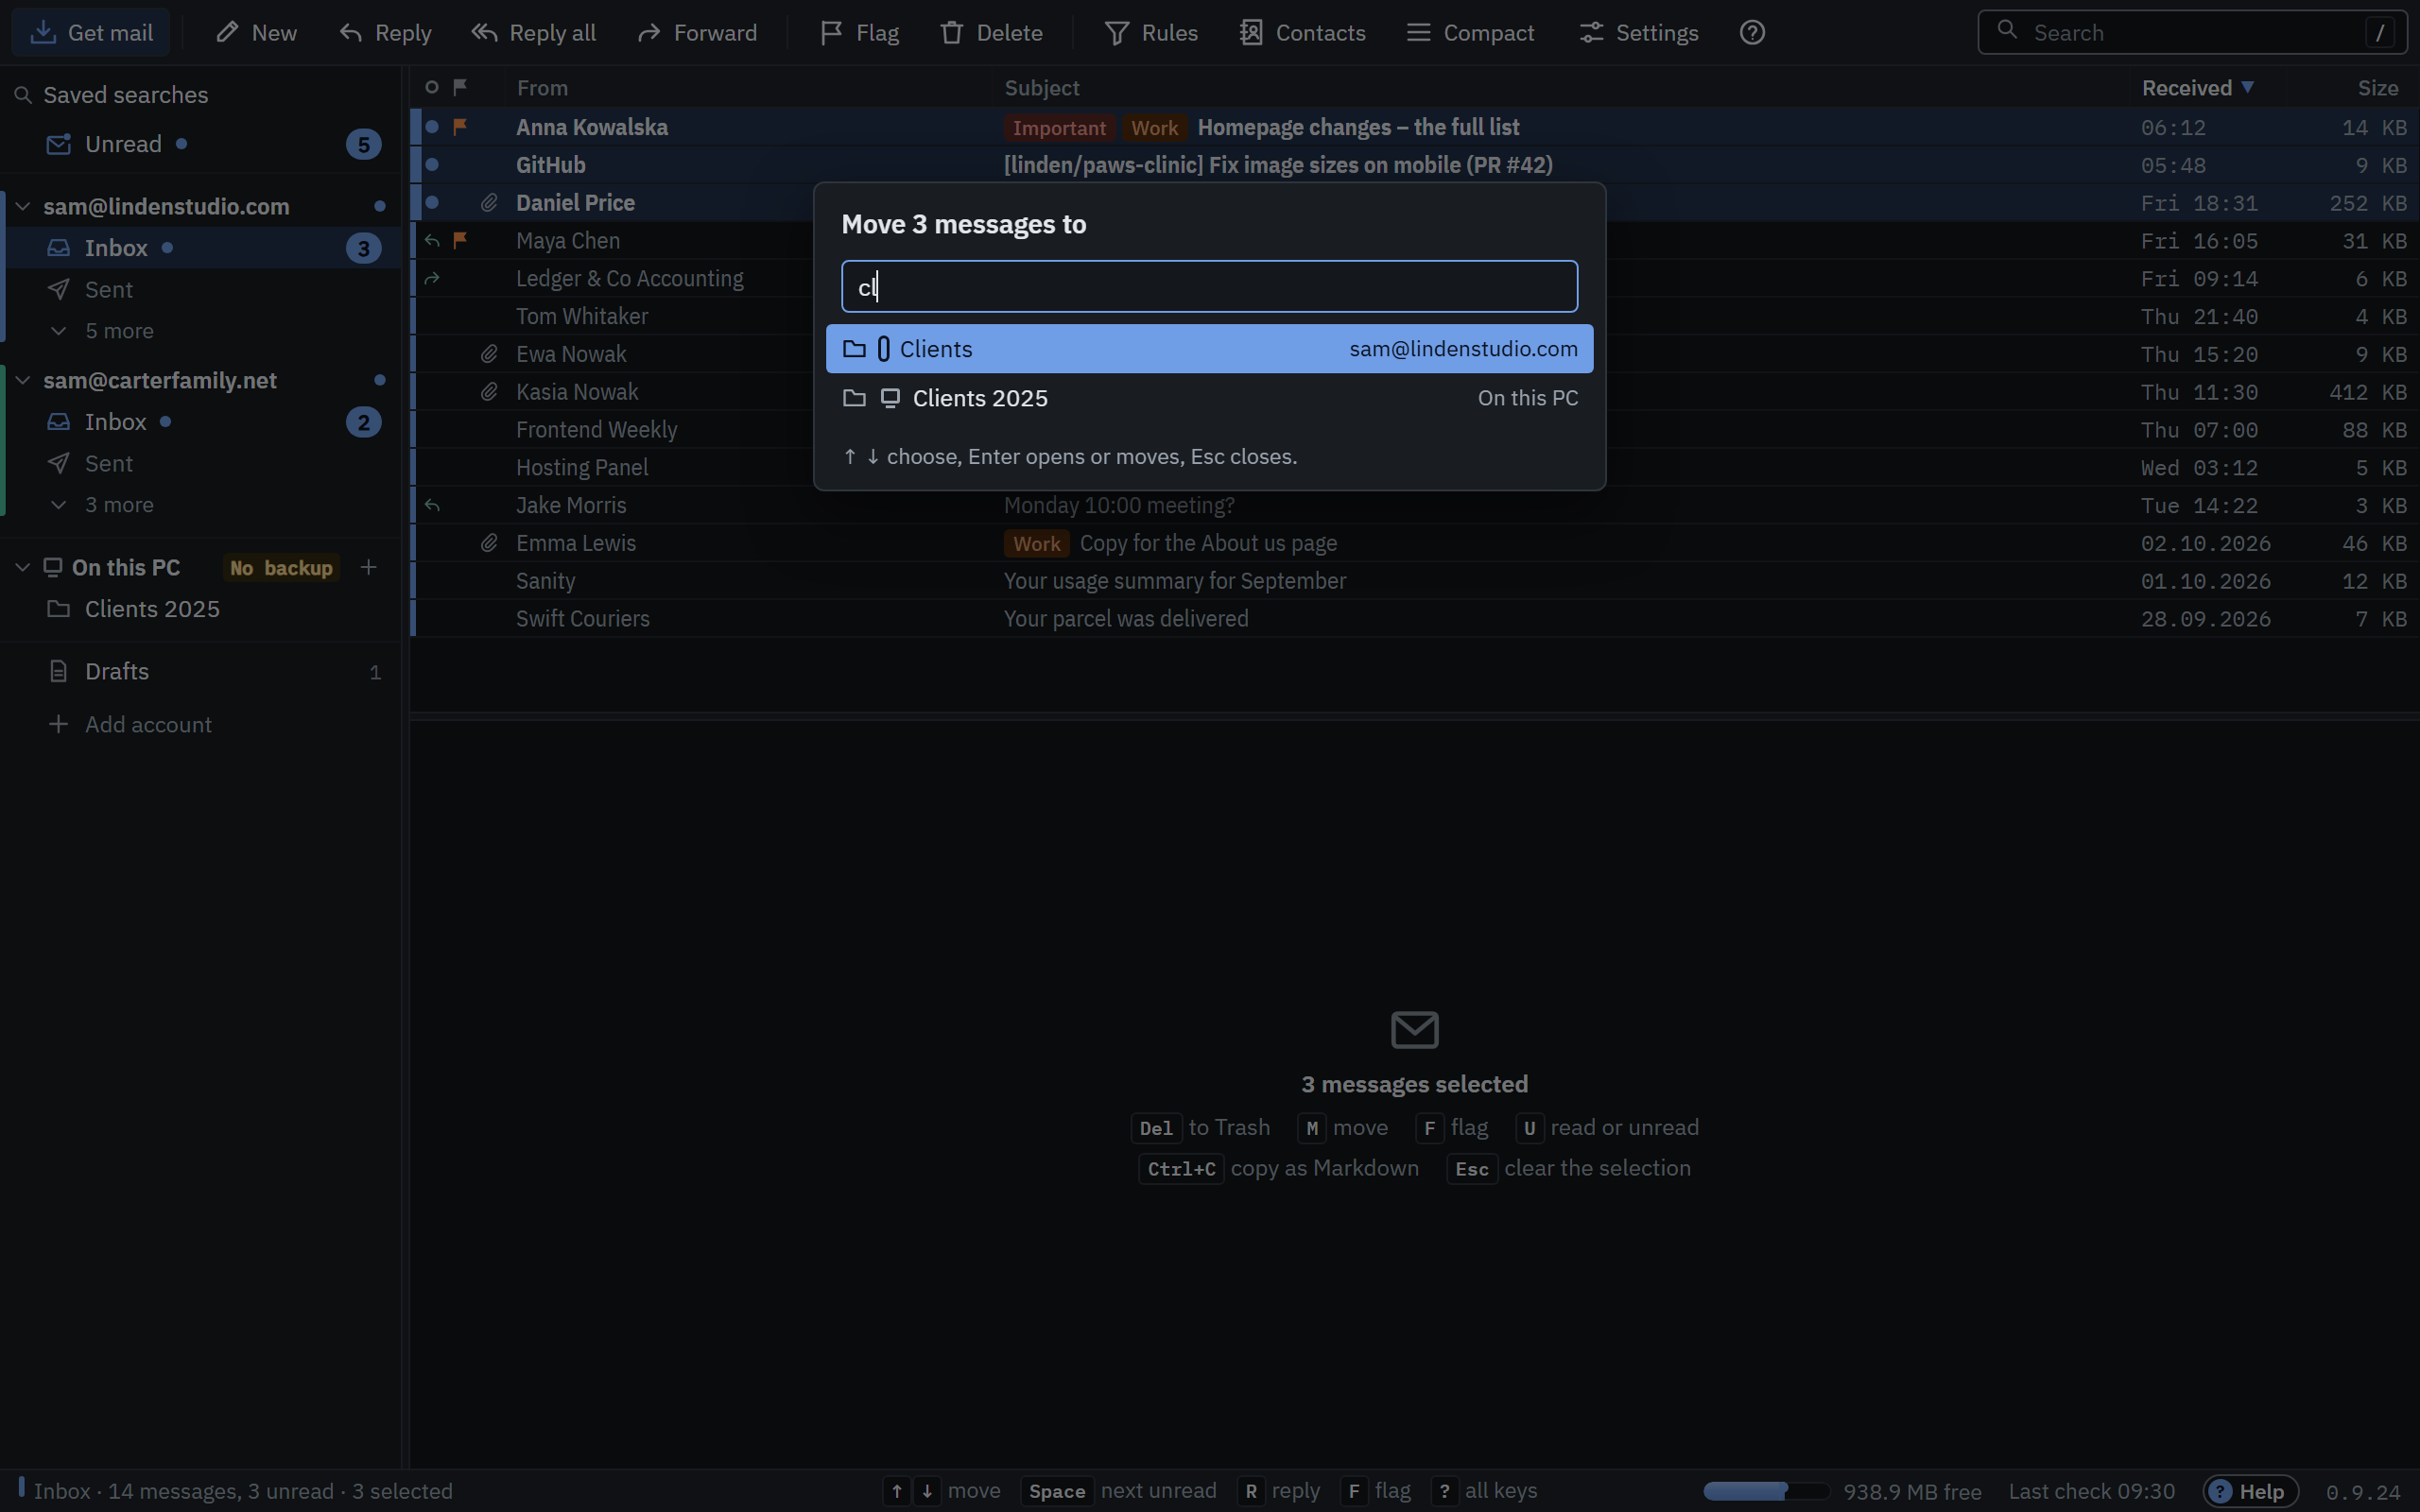 Get mail New Reply Reply all Forward Flag Delete Rules Contacts Compact Settings ? Search /
Saved searches
Unread 5
sam@lindenstudio.com
Inbox 3
Sent
5 more
sam@carterfamily.net
Inbox 2
Sent
3 more
On this PC No backup
Clients 2025
Drafts 1
Add account
From Subject Received Size
Anna Kowalska Important Work Homepage changes – the full list 06:12 14 KB
GitHub [linden/paws-clinic] Fix image sizes on mobile (PR #42) 05:48 9 KB
Daniel Price Fri 18:31 252 KB
Maya Chen Fri 16:05 31 KB
Ledger & Co Accounting Fri 09:14 6 KB
Tom Whitaker Thu 21:40 4 KB
Ewa Nowak Thu 15:20 9 KB
Kasia Nowak Thu 11:30 412 KB
Frontend Weekly Thu 07:00 88 KB
Hosting Panel Wed 03:12 5 KB
Jake Morris Monday 10:00 meeting? Tue 14:22 3 KB
Emma Lewis Work Copy for the About us page 02.10.2026 46 KB
Sanity Your usage summary for September 01.10.2026 12 KB
Swift Couriers Your parcel was delivered 28.09.2026 7 KB
Move 3 messages to
cl
Clients sam@lindenstudio.com
Clients 2025 On this PC
↑ ↓ choose, Enter opens or moves, Esc closes.
3 messages selected
Del to Trash M move F flag U read or unread
Ctrl+C copy as Markdown Esc clear the selection
Inbox · 14 messages, 3 unread · 3 selected ↑ ↓ move Space next unread R reply F flag ? all keys 938.9 MB free Last check 09:30 ? Help 0.9.24